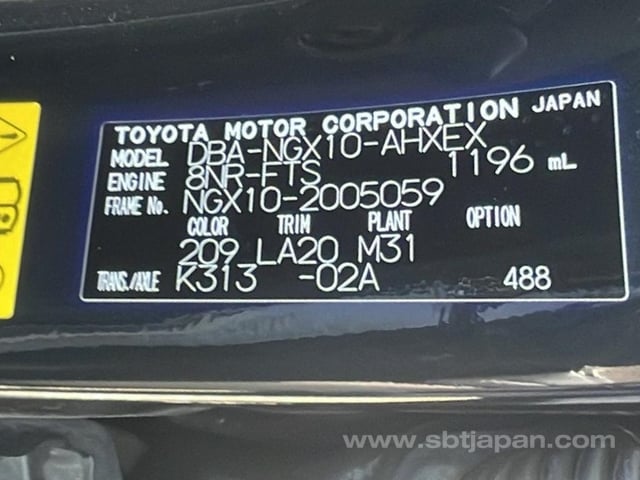 TOYOTA MOTOR CORPORATION JAPAN
MODEL DBA-NGX10-AHXEX
ENGINE 8NR-FTS 1196 mL
FRAME No. NGX10-2005059
COLOR TRIM PLANT OPTION
209 LA20 M31
TRANS./AXLE K313 -02A 488
www.sbtjapan.com